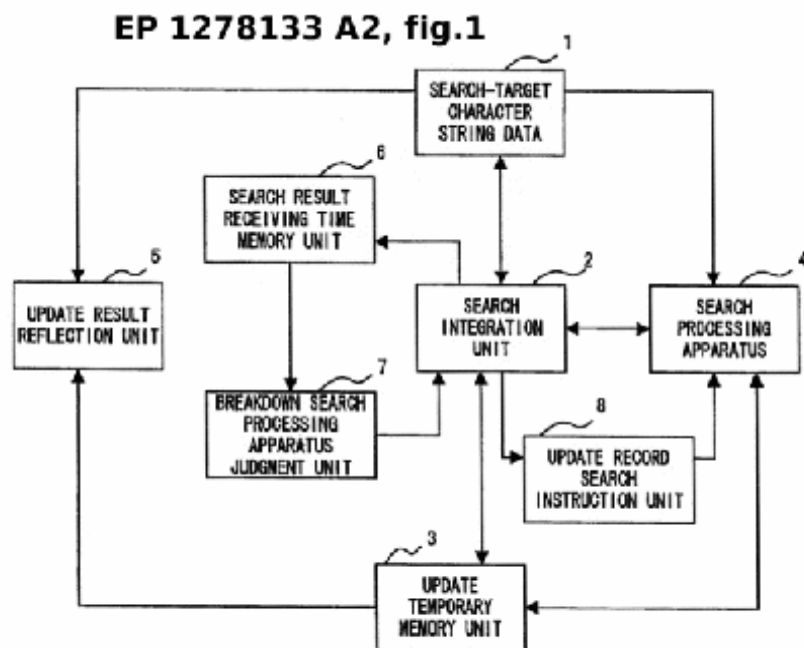 EP 1278133 A2, fig.1
1
SEARCH-TARGET
CHARACTER
STRING DATA
6
SEARCH RESULT
RECEIVING TIME
MEMORY UNIT
5
UPDATE RESULT
REFLECTION UNIT
2
SEARCH
INTEGRATION
UNIT
4
SEARCH
PROCESSING
APPARATUS
7
BREAKDOWN SEARCH
PROCESSING
APPARATUS
JUDGMENT UNIT
8
UPDATE RECORD
SEARCH
INSTRUCTION UNIT
3
UPDATE
TEMPORARY
MEMORY UNIT